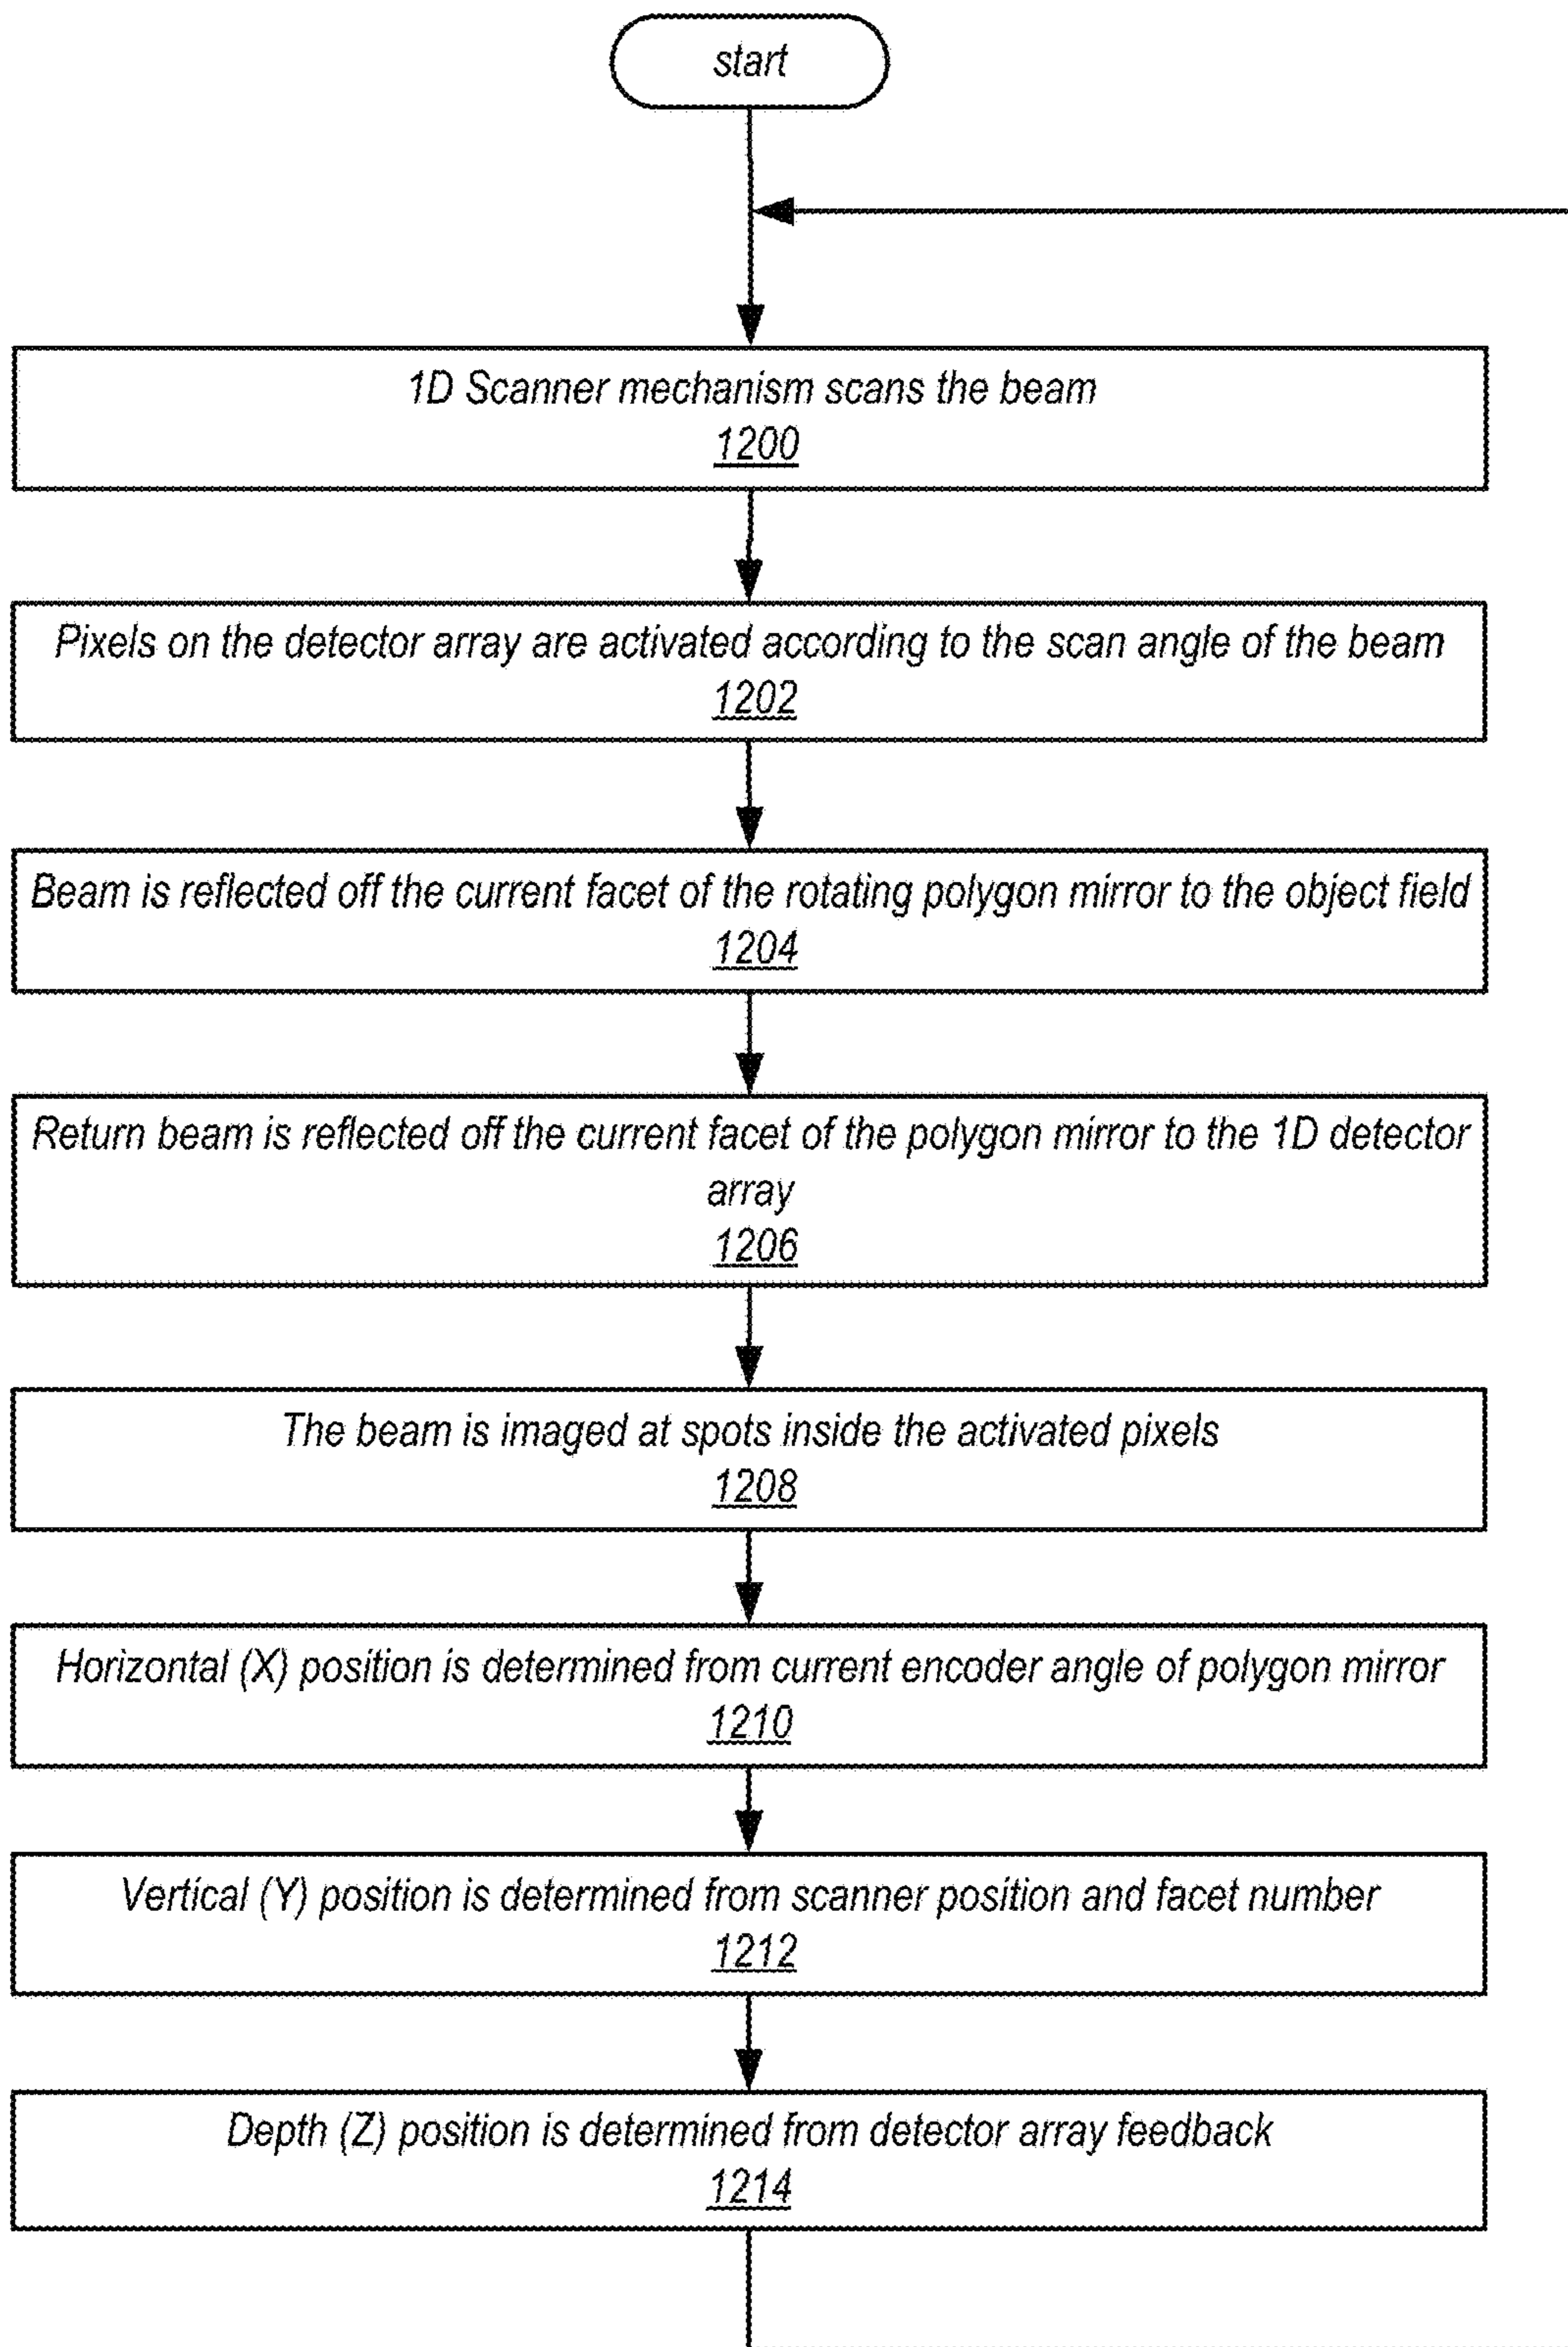 start
1D Scanner mechanism scans the beam
1200
Pixels on the detector array are activated according to the scan angle of the beam
1202
Beam is reflected off the current facet of the rotating polygon mirror to the object field
1204
Return beam is reflected off the current facet of the polygon mirror to the 1D detector
array
1206
The beam is imaged at spots inside the activated pixels
1208
Horizontal (X) position is determined from current encoder angle of polygon mirror
1210
Vertical (Y) position is determined from scanner position and facet number
1212
Depth (Z) position is determined from detector array feedback
1214